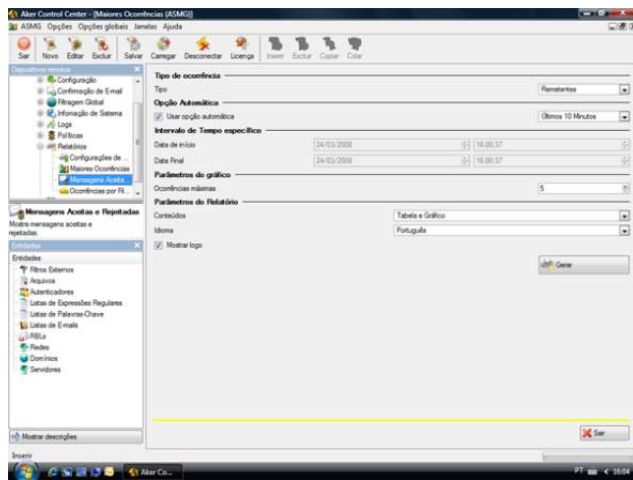 Aker Control Center - [Maiores Ocorrências (ASMG)]
ASMG Opções Opções globais Janelas Ajuda
Sair Novo Editar Excluir Salvar Carregar Desconectar Licença Inserir Excluir Copiar Colar
Dispositivos remotos
Configuração
Confirmação de E-mail
Filtragem Global
Informação de Sistema
Logs
Políticas
Relatórios
Configurações de ...
Maiores Ocorrências
Mensagens Aceita...
Ocorrências por Fil...
Mensagens Aceitas e Rejeitadas
Mostra mensagens aceitas e
rejeitadas.
Entidades
Entidades
Filtros Externos
Arquivos
Autenticadores
Listas de Expressões Regulares
Listas de Palavras-Chave
Listas de E-mails
RBLs
Redes
Domínios
Servidores
Mostrar descrições
Tipo de ocorrência
Tipo Remetentes
Opção Automática
Usar opção automática Últimos 10 Minutos
Intervalo de Tempo específico
Data de início 24/03/2008 16:00:37
Data Final 24/03/2008 16:00:37
Parâmetros do gráfico
Ocorrências máximas 5
Parâmetros do Relatório
Conteúdos Tabela e Gráfico
Idioma Português
Mostrar logo
Gerar
Sair
Inserir
Aker Co... PT 16:04